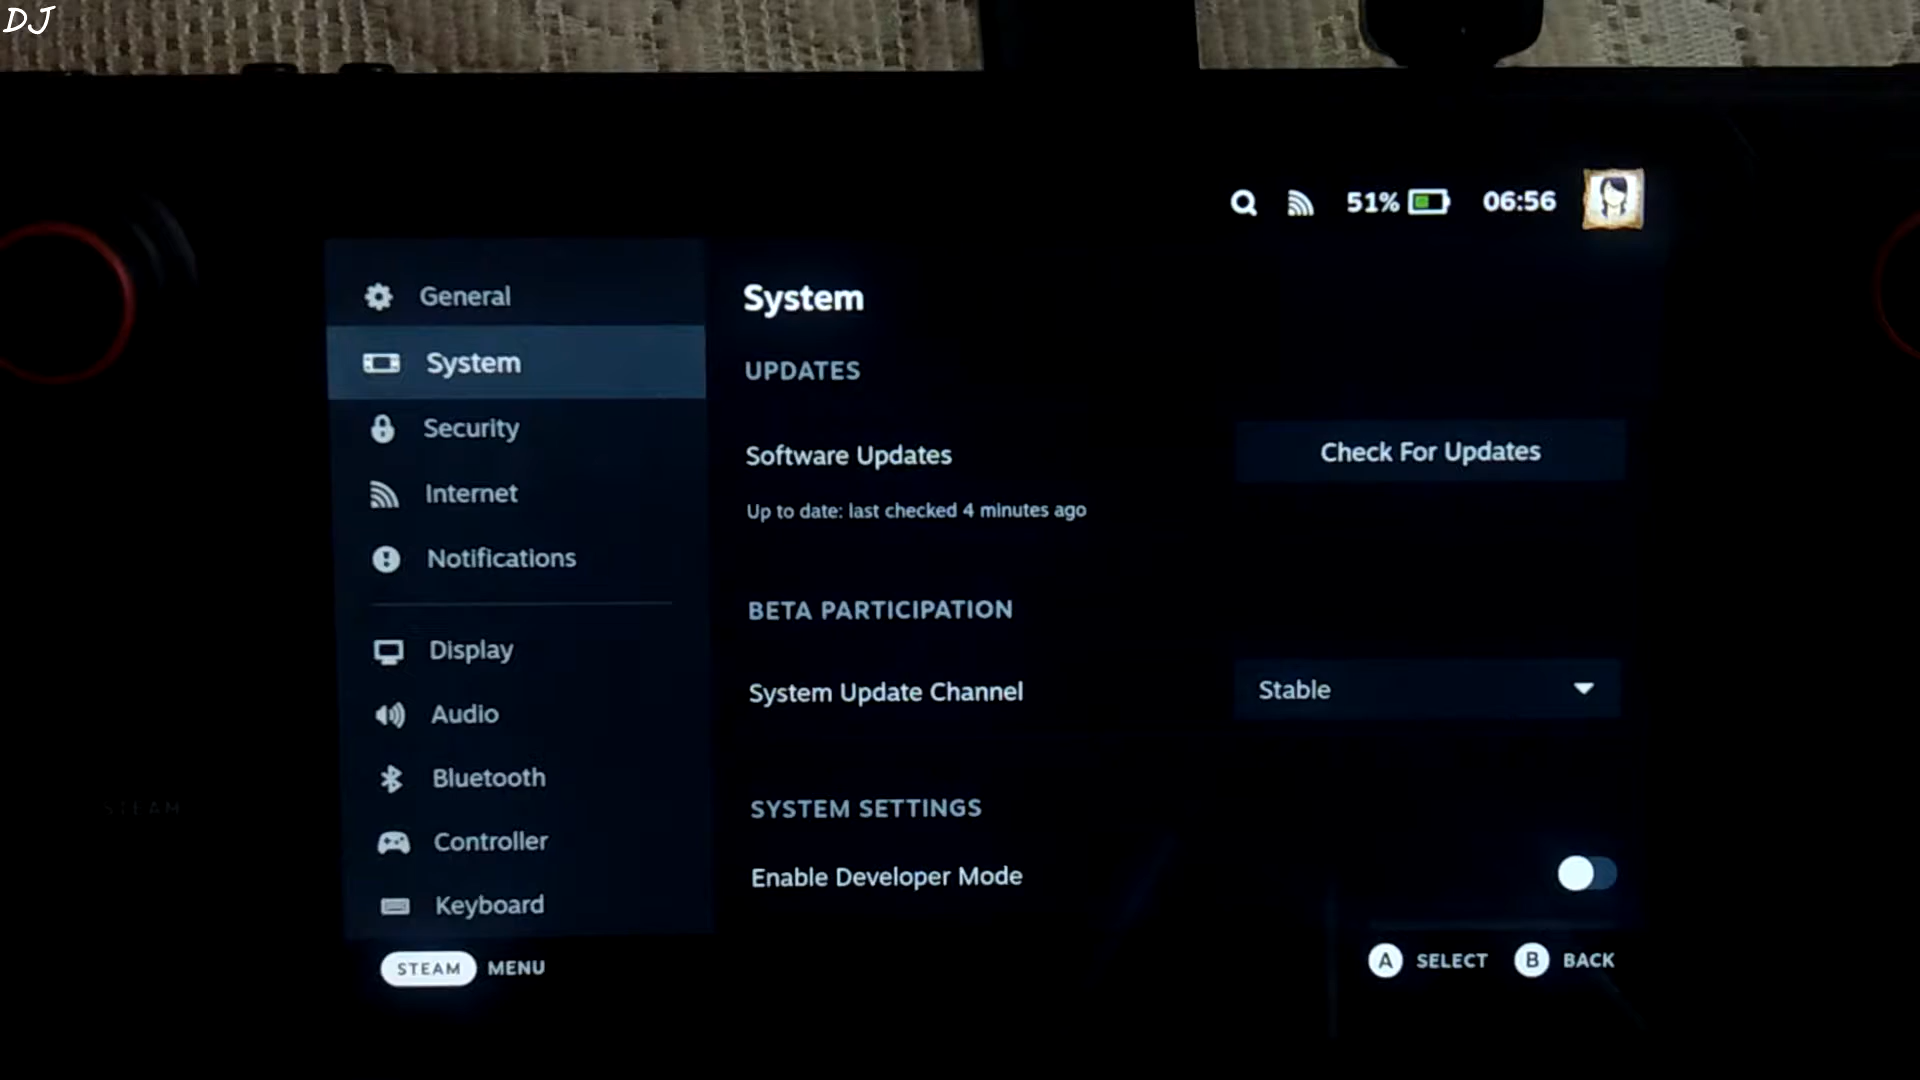 DJ
51% 06:56
General
System
Security
Internet
Notifications
Display
Audio
Bluetooth
Controller
Keyboard
System
UPDATES
Software Updates
Check For Updates
Up to date: last checked 4 minutes ago
BETA PARTICIPATION
System Update Channel
Stable
SYSTEM SETTINGS
Enable Developer Mode
STEAM
STEAM MENU
A SELECT B BACK